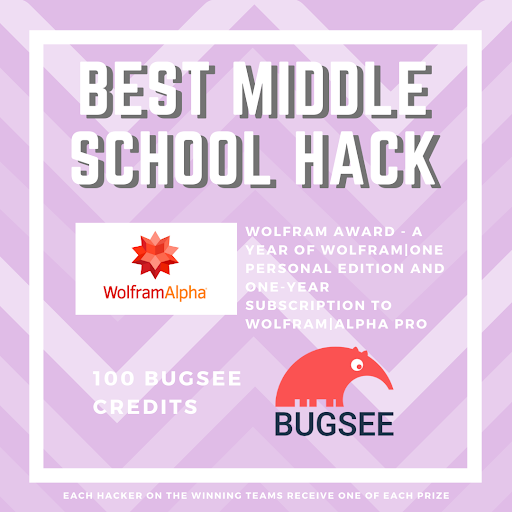 BEST MIDDLE
SCHOOL HACK
WolframAlpha
WOLFRAM AWARD - A
YEAR OF WOLFRAM|ONE
PERSONAL EDITION AND
ONE-YEAR
SUBSCRIPTION TO
WOLFRAM|ALPHA PRO
100 BUGSEE
CREDITS
BUGSEE
EACH HACKER ON THE WINNING TEAMS RECEIVE ONE OF EACH PRIZE